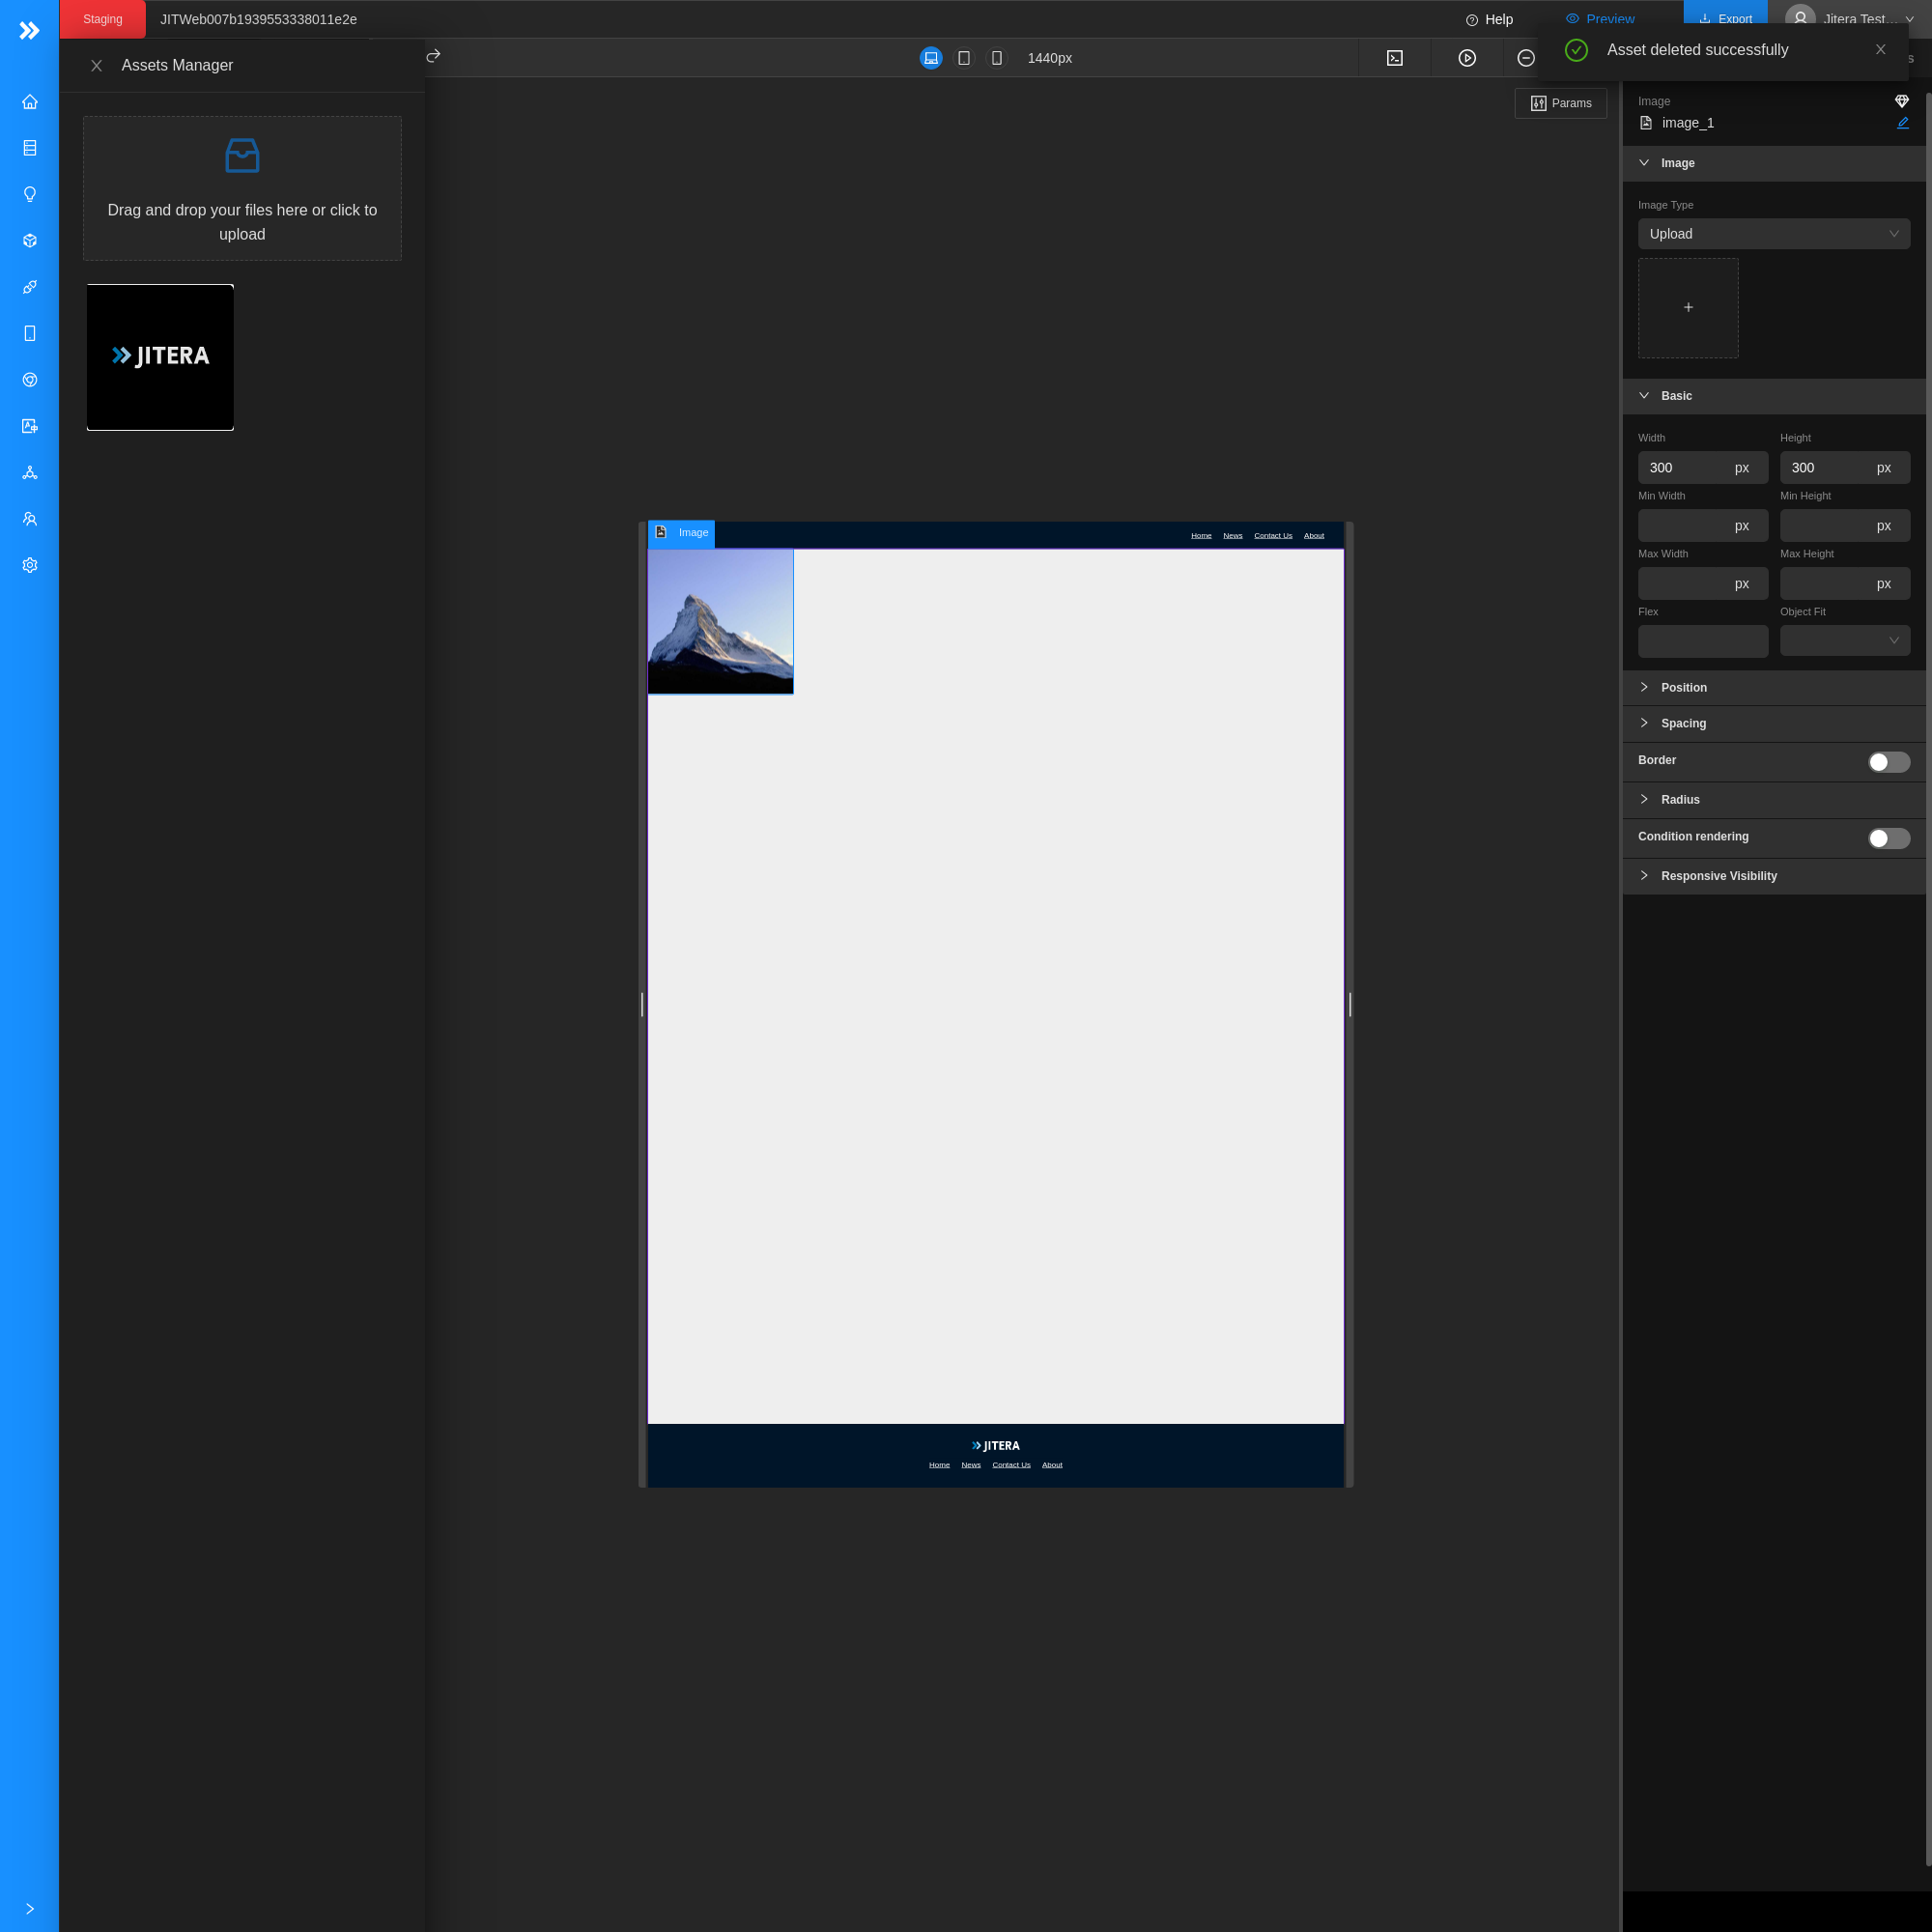 Staging
JITWeb007b1939553338011e2e
Help
Preview
Export
Jitera Test...
Assets Manager
1440px
Asset deleted successfully
Drag and drop your files here or click to
upload
JITERA
Params
Image
image_1
Image
Image Type
Upload
Basic
Width
Height
300 px
300 px
Min Width
Min Height
px
px
Max Width
Max Height
px
px
Flex
Object Fit
Position
Spacing
Border
Radius
Condition rendering
Responsive Visibility
Image
Home News Contact Us About
JITERA
Home News Contact Us About